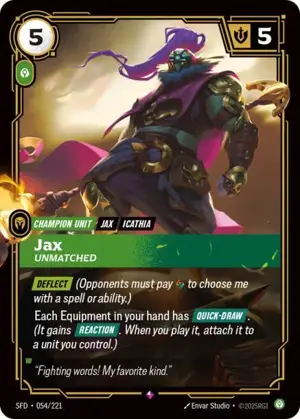 5
5
CHAMPION UNIT JAX ICATHIA
Jax
UNMATCHED
DEFLECT (Opponents must pay to choose me
with a spell or ability.)
Each Equipment in your hand has QUICK-DRAW.
(It gains REACTION. When you play it, attach it to
a unit you control.)
"Fighting words! My favorite kind."
SFD • 054/221
Envar Studio • ©2025RGI